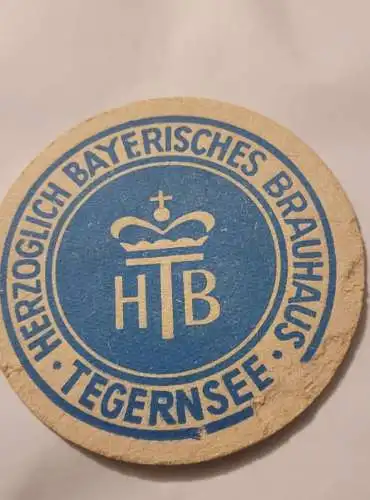 HERZOGLICH BAYERISCHES BRAUHAUS
· TEGERNSEE ·
HTB